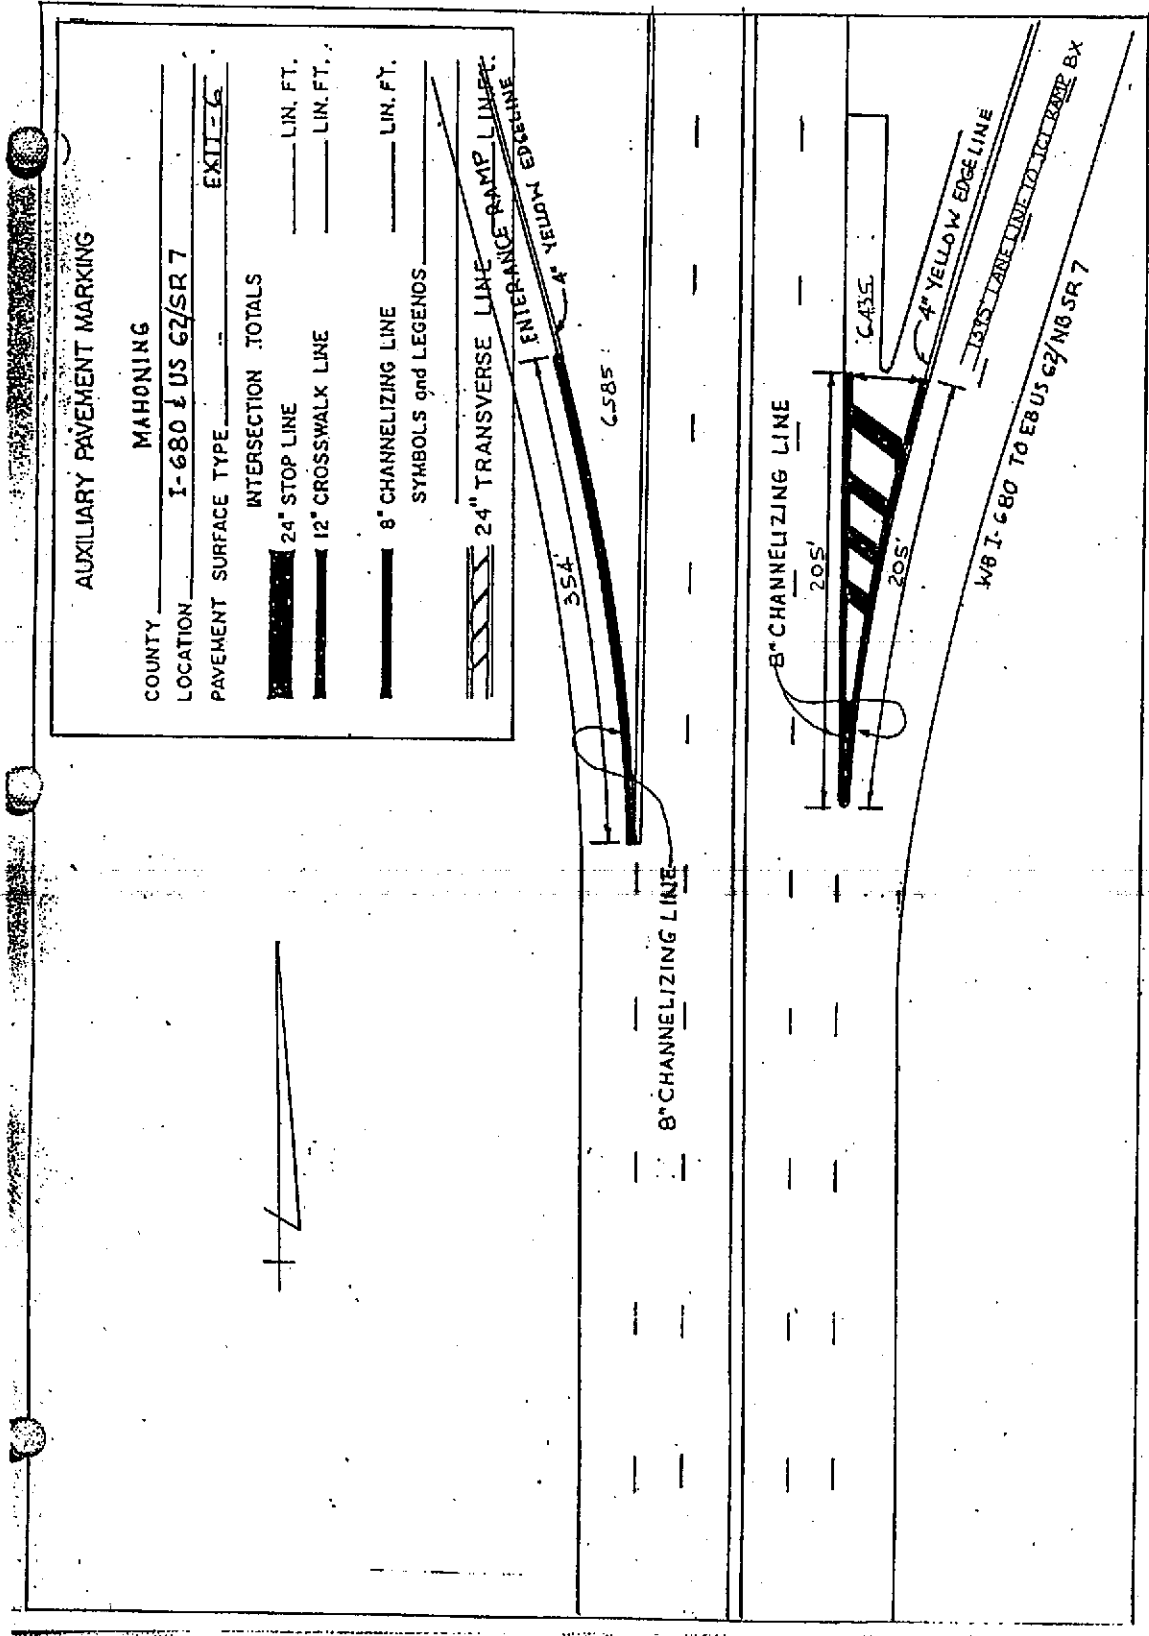 AUXILIARY PAVEMENT MARKING
COUNTY MAHONING
LOCATION I-680 & US 62/SR 7
PAVEMENT SURFACE TYPE EXIT-6
INTERSECTION TOTALS
24" STOP LINE LIN. FT.
12" CROSSWALK LINE LIN. FT.
8" CHANNELIZING LINE LIN. FT.
SYMBOLS and LEGENDS
24" TRANSVERSE LINE LIN. FT.
ENTERANCE RAMP
4" YELLOW EDGELINE
354'
8" CHANNELIZING LINE
8" CHANNELIZING LINE
205'
205'
4" YELLOW EDGELINE
WB I-680 TO EB US 62/NB SR 7